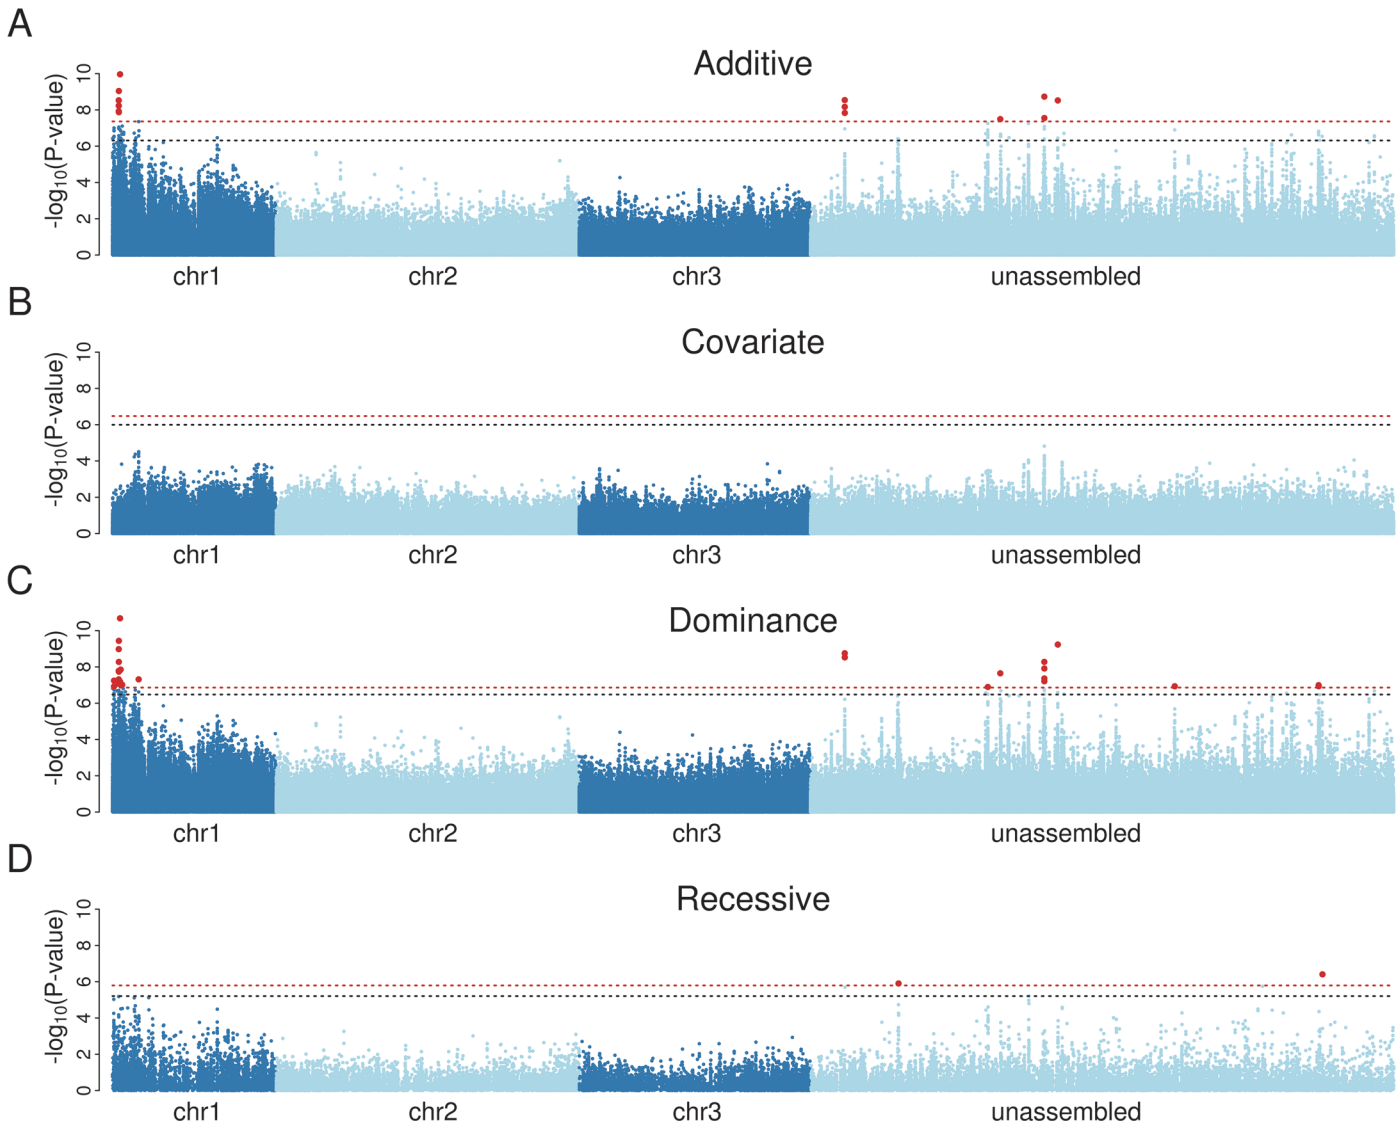 A
Additive
-log10(P-value)
10
8
6
4
2
0
chr1 chr2 chr3 unassembled
B
Covariate
-log10(P-value)
10
8
6
4
2
0
chr1 chr2 chr3 unassembled
C
Dominance
-log10(P-value)
10
8
6
4
2
0
chr1 chr2 chr3 unassembled
D
Recessive
-log10(P-value)
10
8
6
4
2
0
chr1 chr2 chr3 unassembled